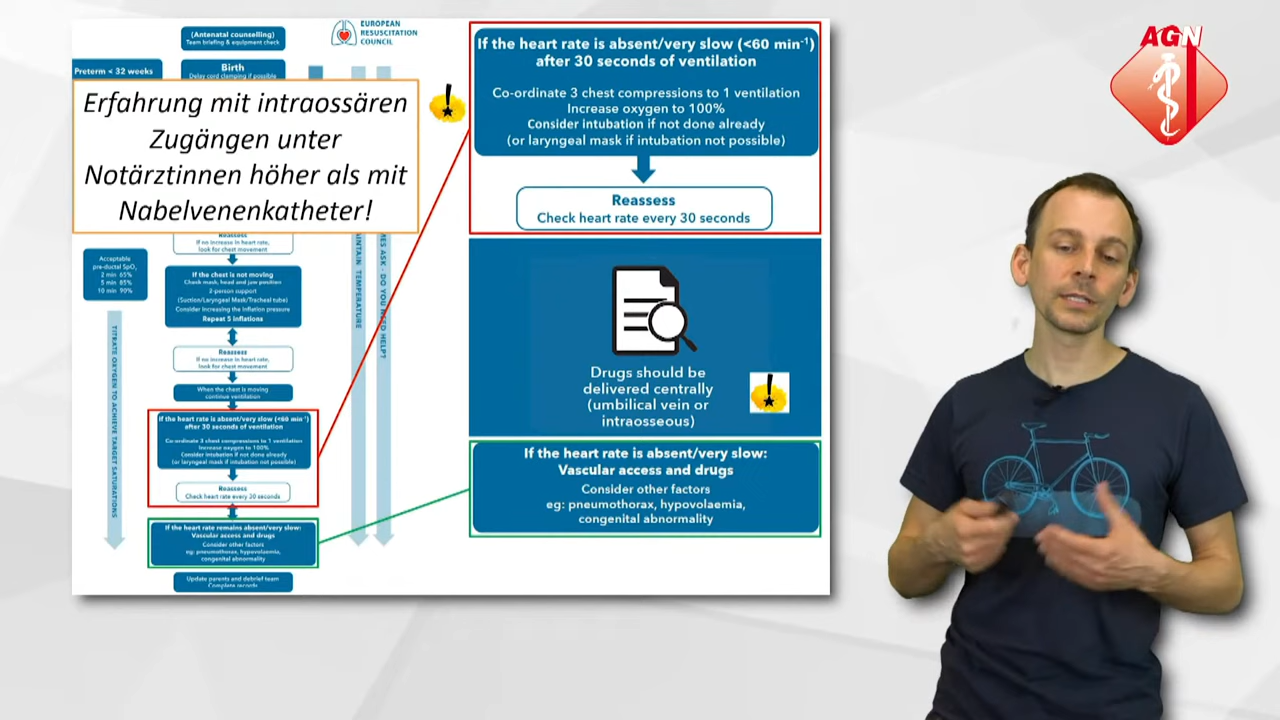 (Antenatal counselling)
Team briefing & equipment check
EUROPEAN
RESUSCITATION
COUNCIL
Preterm < 32 weeks
Birth
Delay cord clamping if possible
Erfahrung mit intraossären
Zugängen unter
Notärztinnen höher als mit
Nabelvenenkatheter!
Reassess
If no increase in heart rate,
look for chest movement
Acceptable
pre-ductal SpO2
2 min 65%
5 min 85%
10 min 90%
If the chest is not moving
Check mask, head and jaw position
2-person support
(Suction/Laryngeal Mask/Tracheal tube)
Consider increasing the inflation pressure
Repeat 5 inflations
Reassess
If no increase in heart rate,
look for chest movement
When the chest is moving
continue ventilation
If the heart rate is absent/very slow (<60 min⁻¹)
after 30 seconds of ventilation
Co-ordinate 3 chest compressions to 1 ventilation
Increase oxygen to 100%
Consider intubation if not done already
(or laryngeal mask if intubation not possible)
Reassess
Check heart rate every 30 seconds
If the heart rate remains absent/very slow:
Vascular access and drugs
Consider other factors
eg: pneumothorax, hypovolaemia,
congenital abnormality
Update parents and debrief team
Complete records
TITRATE OXYGEN TO ACHIEVE TARGET SATURATIONS
AINTAIN TEMPERATURE
MES ASK - DO YOU NEED HELP?
If the heart rate is absent/very slow (<60 min⁻¹)
after 30 seconds of ventilation
Co-ordinate 3 chest compressions to 1 ventilation
Increase oxygen to 100%
Consider intubation if not done already
(or laryngeal mask if intubation not possible)
Reassess
Check heart rate every 30 seconds
Drugs should be
delivered centrally
(umbilical vein or
intraosseous)
If the heart rate is absent/very slow:
Vascular access and drugs
Consider other factors
eg: pneumothorax, hypovolaemia,
congenital abnormality
AGN